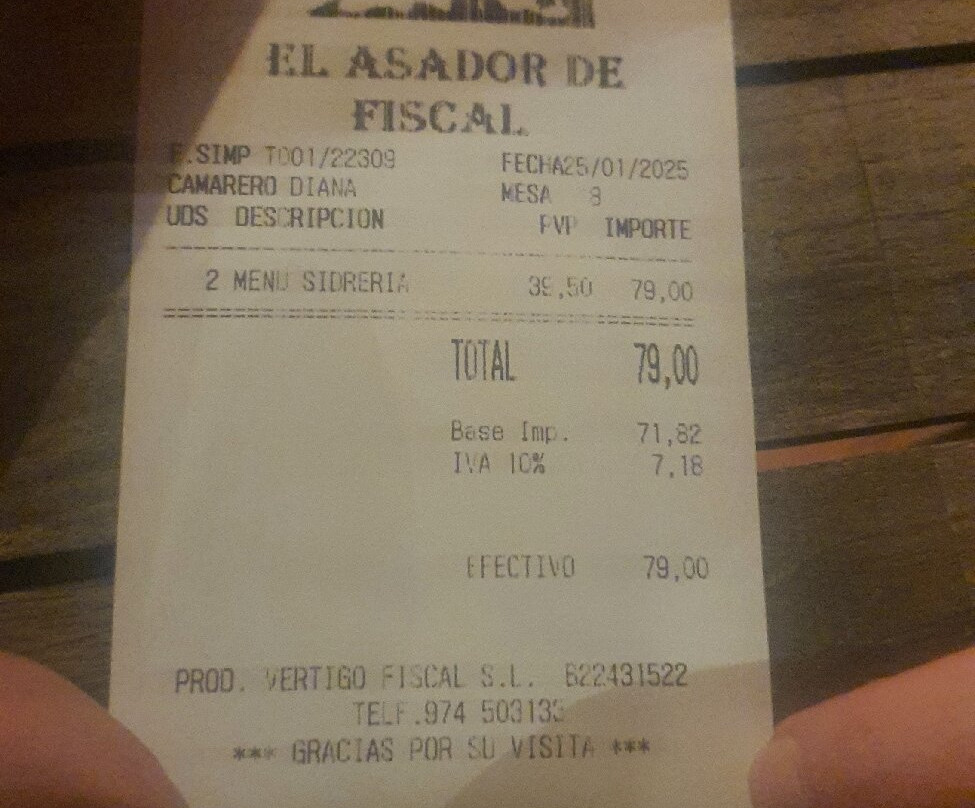 EL ASADOR DE
FISCAL
F.SIMP T001/22309 FECHA25/01/2025
CAMARERO DIANA MESA 8
UDS DESCRIPCION PVP IMPORTE
2 MENU SIDRERIA 39,50 79,00
TOTAL 79,00
Base Imp. 71,82
IVA 10% 7,18
EFECTIVO 79,00
PROD. VERTIGO FISCAL S.L. B22431522
TELF.974 503133
*** GRACIAS POR SU VISITA ***